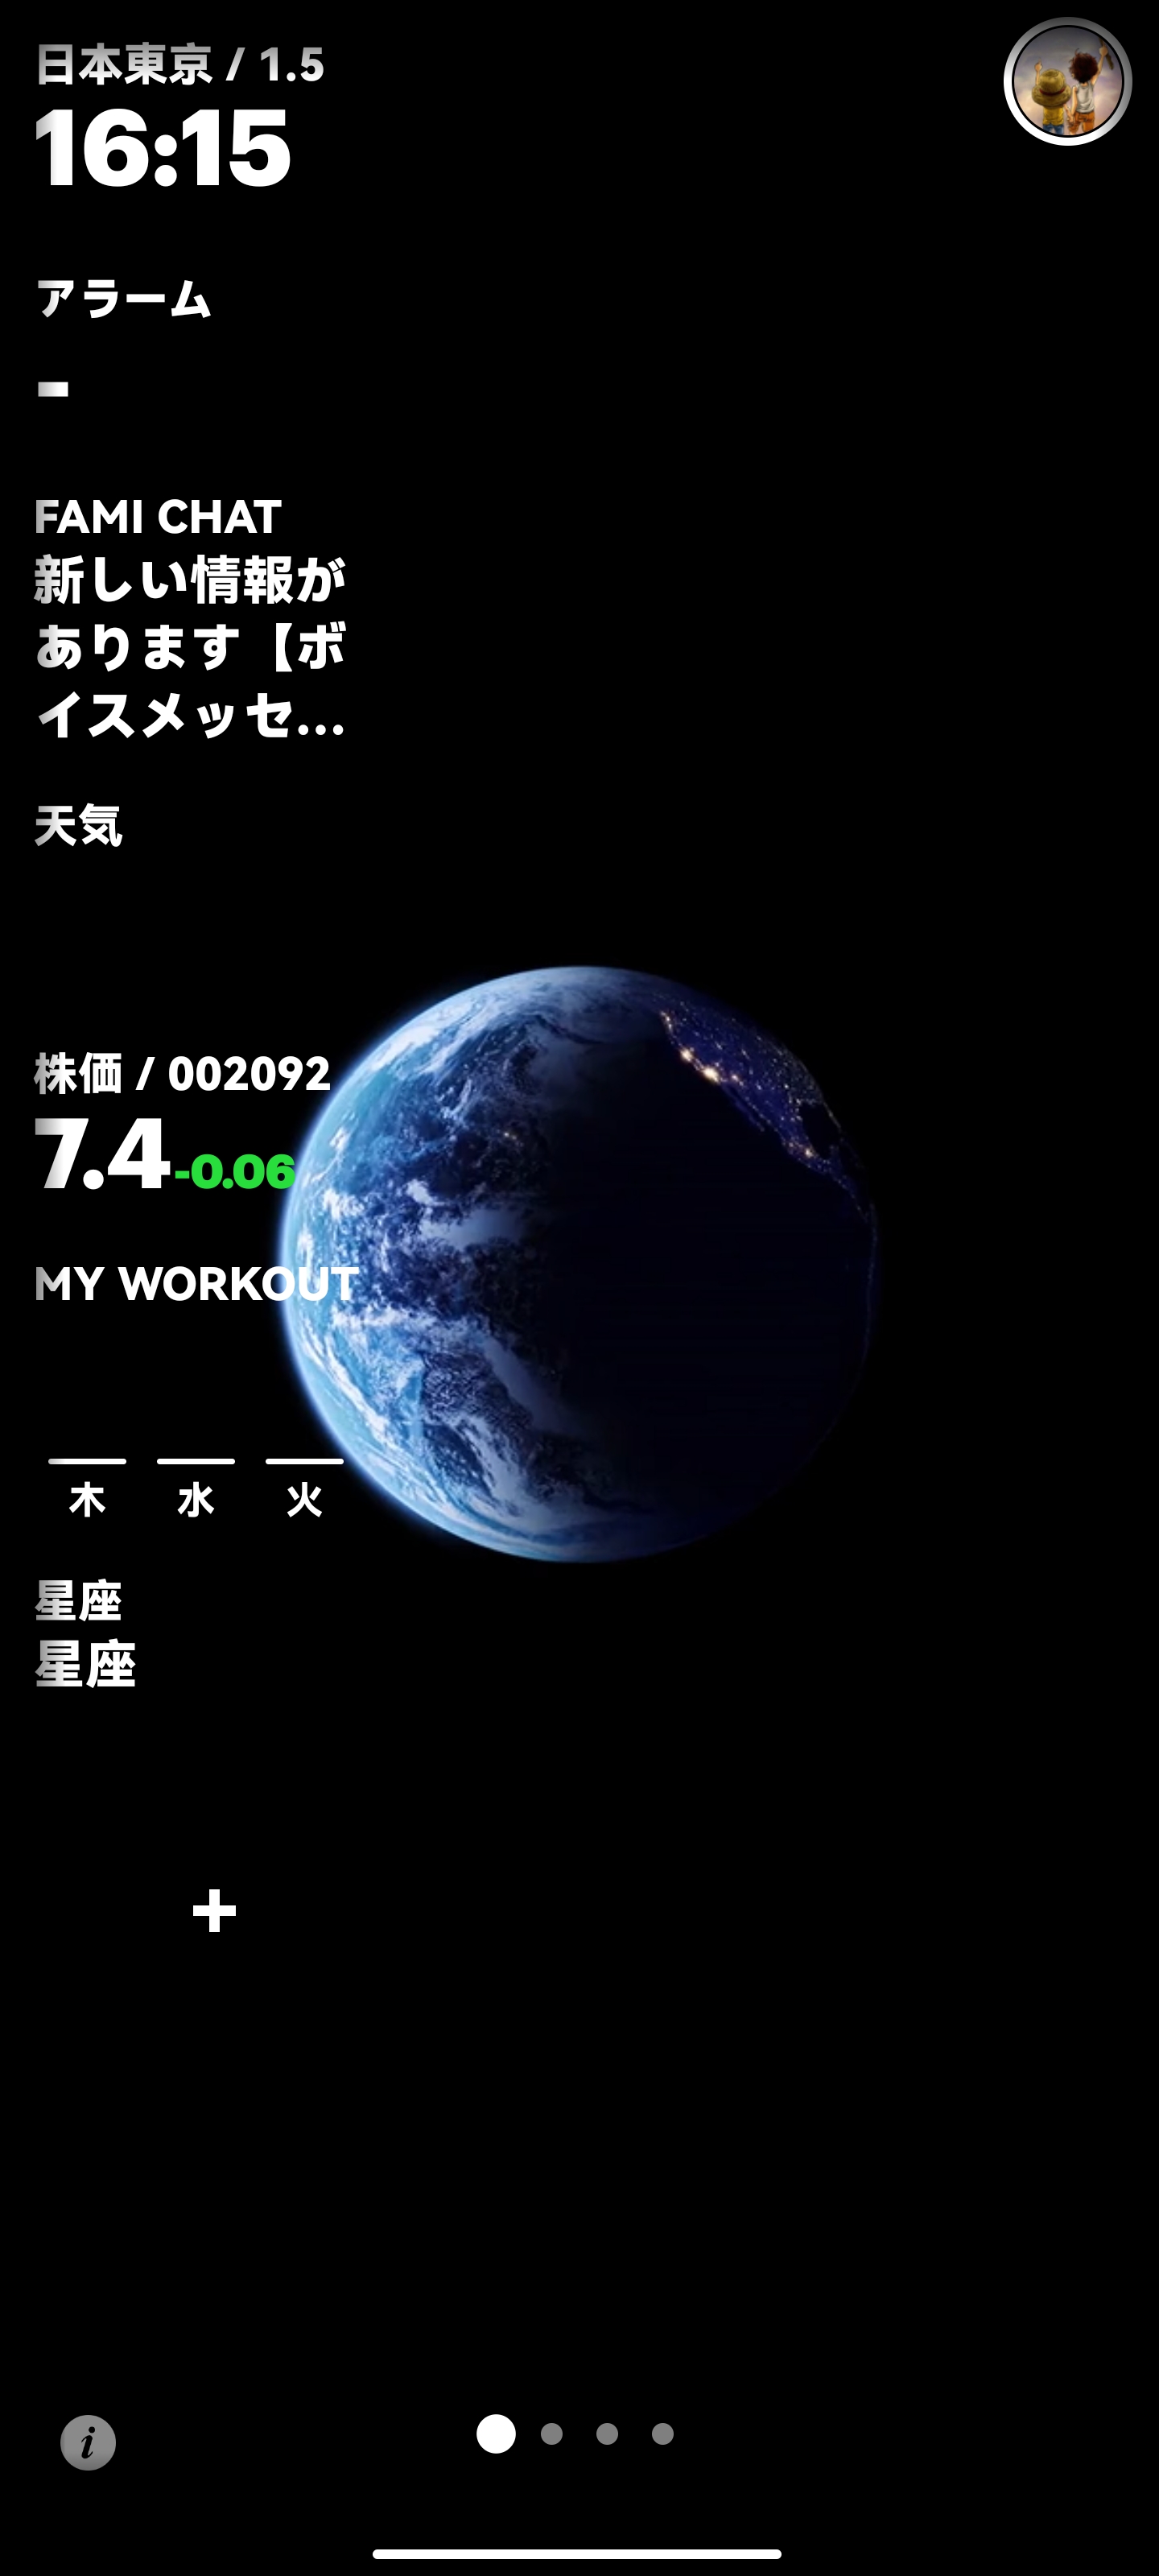 日本東京 / 1.5
16:15
アラーム
-
FAMI CHAT
新しい情報が
あります【ボ
イスメッセ...
天気
株価 / 002092
7.4 -0.06
MY WORKOUT
木 水 火
星座
星座
+
i